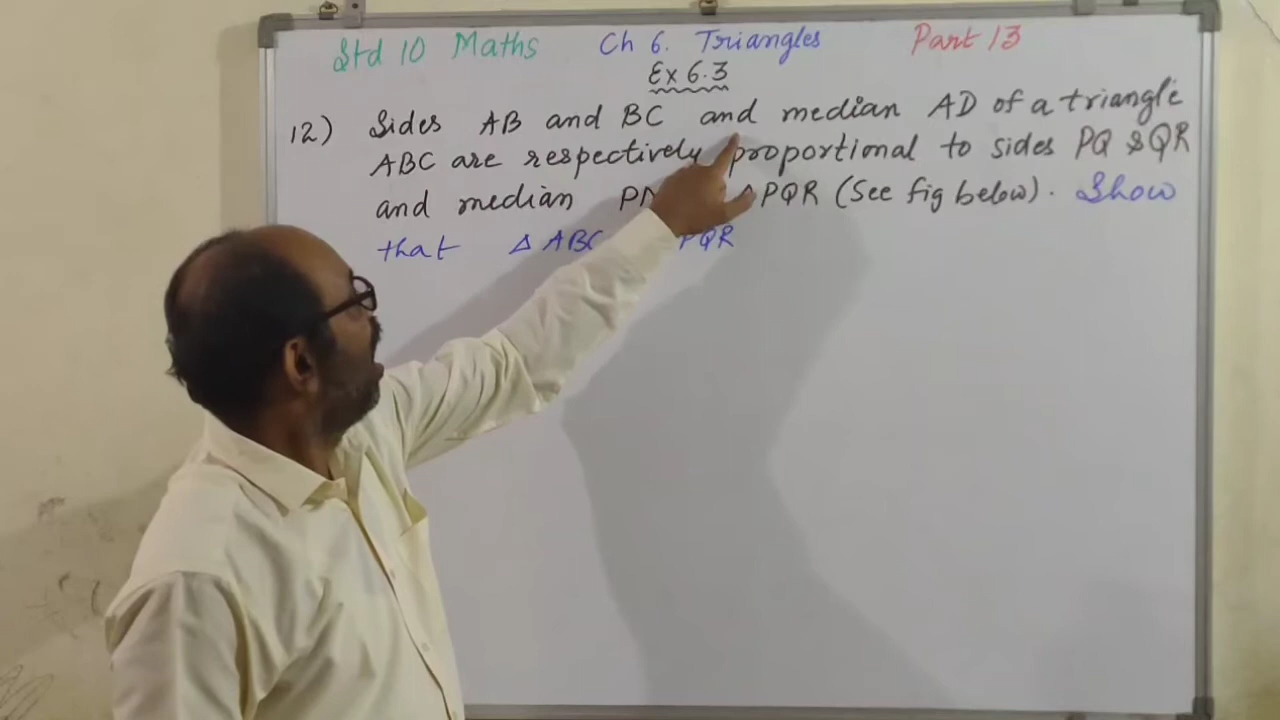 Std 10 Maths Ch 6. Triangles Part 13
Ex 6.3
12) Sides AB and BC and median AD of a triangle
ABC are respectively proportional to sides PQ & QR
and median PQR (See fig below). Show
that Δ ABC PQR